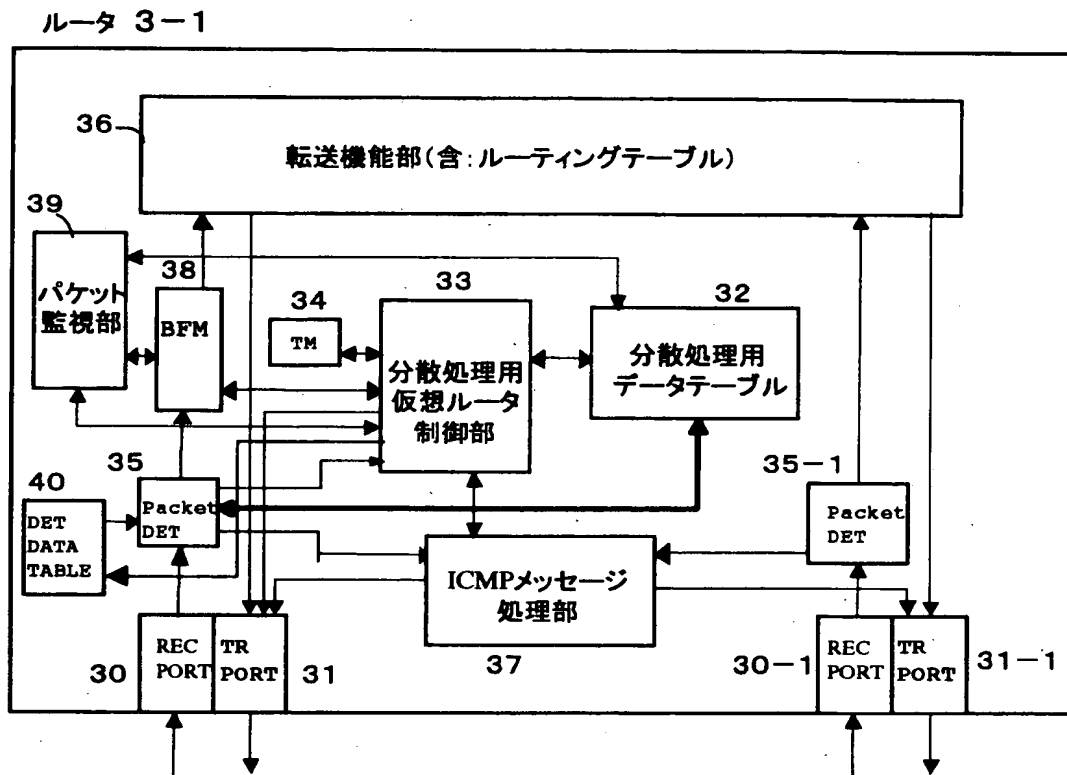 ルータ 3-1
36
転送機能部(含:ルーティングテーブル)
39
パケット
監視部
38
BFM
34
TM
33
分散処理用
仮想ルータ
制御部
32
分散処理用
データテーブル
35
Packet
DET
40
DET
DATA
TABLE
35-1
Packet
DET
ICMPメッセージ
処理部
37
30
REC
PORT
TR
PORT
31
30-1
REC
PORT
TR
PORT
31-1